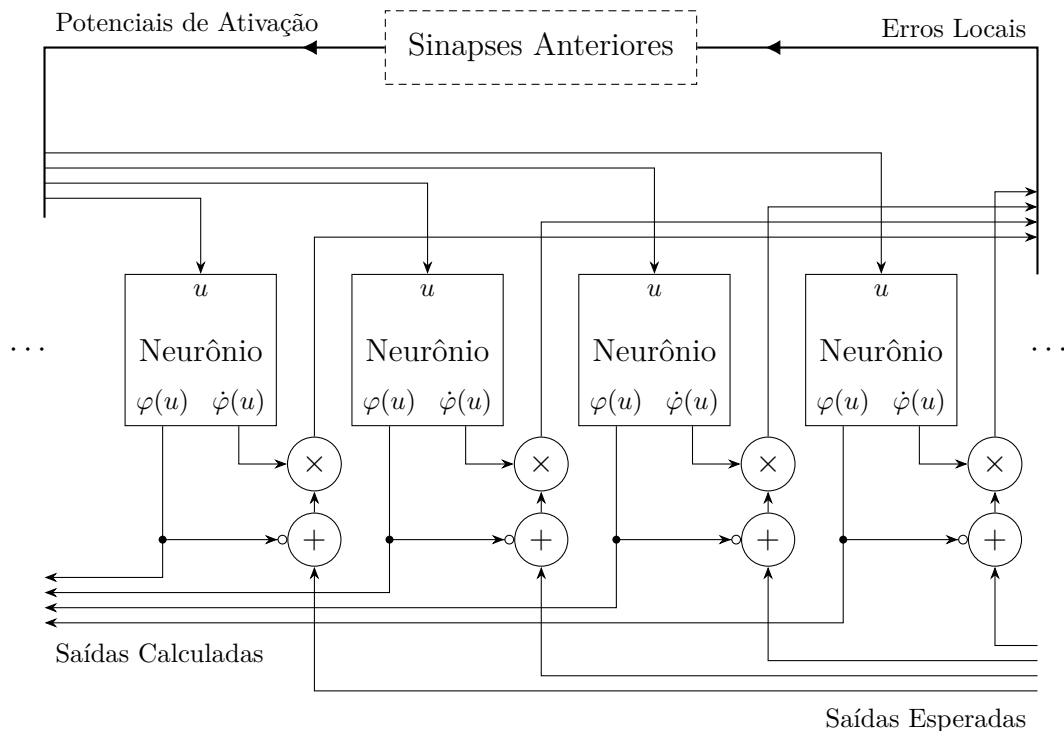 Potenciais de Ativação
Sinapses Anteriores
Erros Locais
u u u u
... Neurônio Neurônio Neurônio Neurônio ...
φ(u) φ̇(u) φ(u) φ̇(u) φ(u) φ̇(u) φ(u) φ̇(u)
× × × ×
+ + + +
Saídas Calculadas
Saídas Esperadas